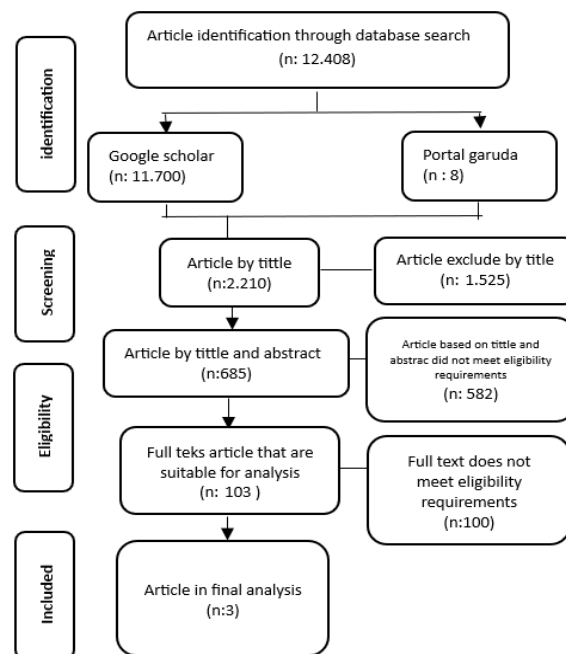 identification
Article identification through database search
(n: 12.408)
Google scholar
(n: 11.700)
Portal garuda
(n : 8)
Screening
Article by tittle
(n:2.210)
Article exclude by title
(n: 1.525)
Article by tittle and abstract
(n:685)
Article based on tittle and
abstrac did not meet eligibility
requirements
(n: 582)
Eligibility
Full teks article that are
suitable for analysis
(n: 103 )
Full text does not
meet eligibility
requirements
(n:100)
Included
Article in final analysis
(n:3)